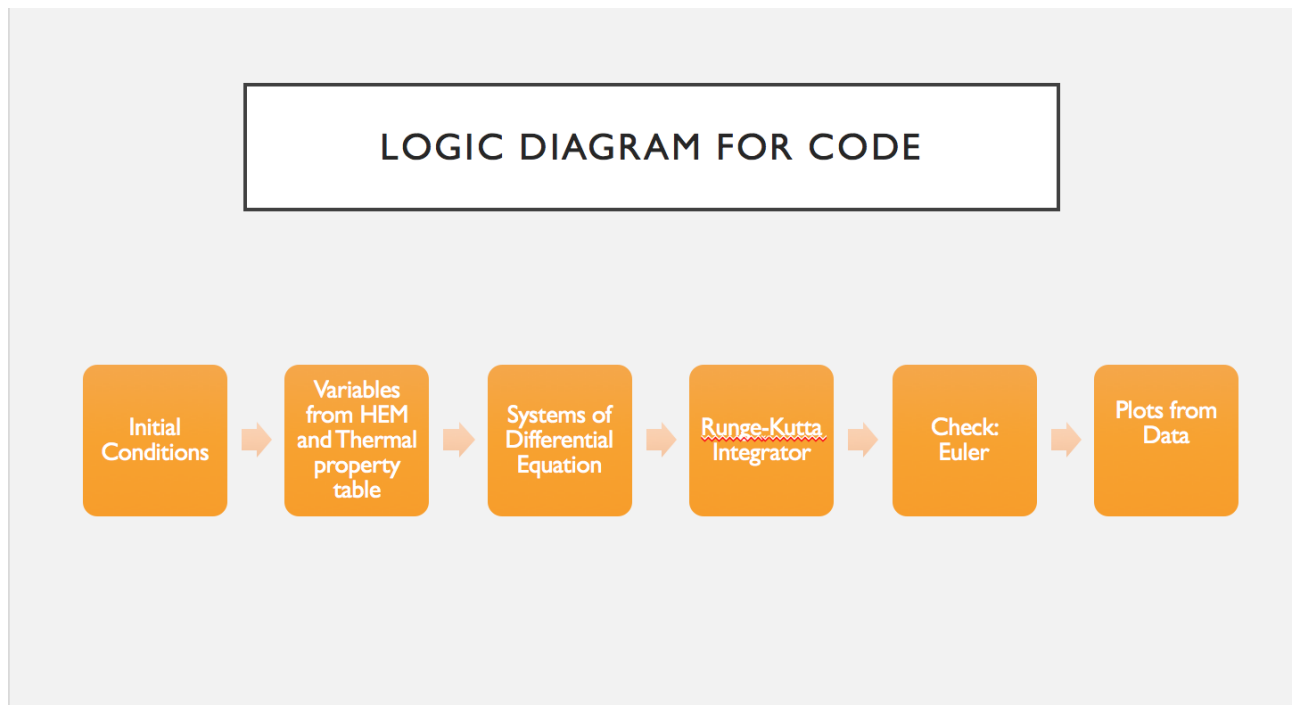 LOGIC DIAGRAM FOR CODE
Initial
Conditions
Variables
from HEM
and Thermal
property
table
Systems of
Differential
Equation
Runge-Kutta
Integrator
Check:
Euler
Plots from
Data